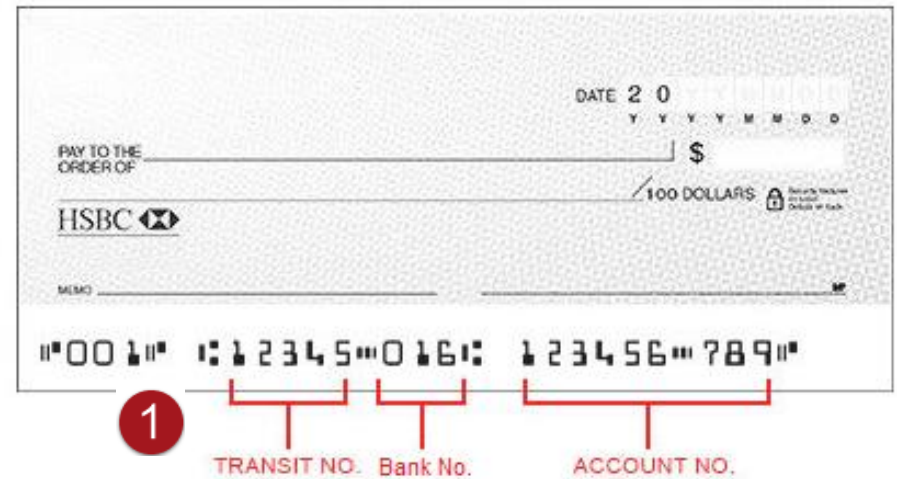 DATE 2 0 Y Y M M D D
Y Y Y Y M M D D
PAY TO THE
ORDER OF
$
/100 DOLLARS
HSBC
MEMO
MP
⑈001⑈ ⑆12345⑉016⑆ 123456⑉789⑈
1
TRANSIT NO. Bank No. ACCOUNT NO.